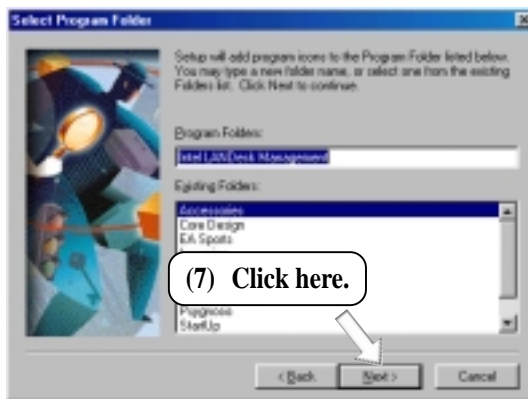 Select Program Folder
Setup will add program icons to the Program Folder listed below.
You may type a new folder name, or select one from the existing
Folders list. Click Next to continue.
Program Folders:
Intel LANDesk Management
Existing Folders:
Accessories
Core Design
EA Sports
(7) Click here.
Psygnosis
StartUp
< Back
Next >
Cancel